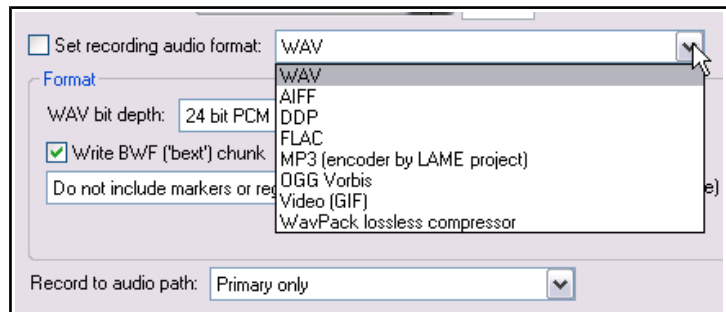 Set recording audio format: WAV
WAV
AIFF
DDP
FLAC
MP3 (encoder by LAME project)
OGG Vorbis
Video (GIF)
WavPack lossless compressor
Format
WAV bit depth: 24 bit PCM
Write BWF ('bext') chunk
Do not include markers or reg e)
Record to audio path: Primary only